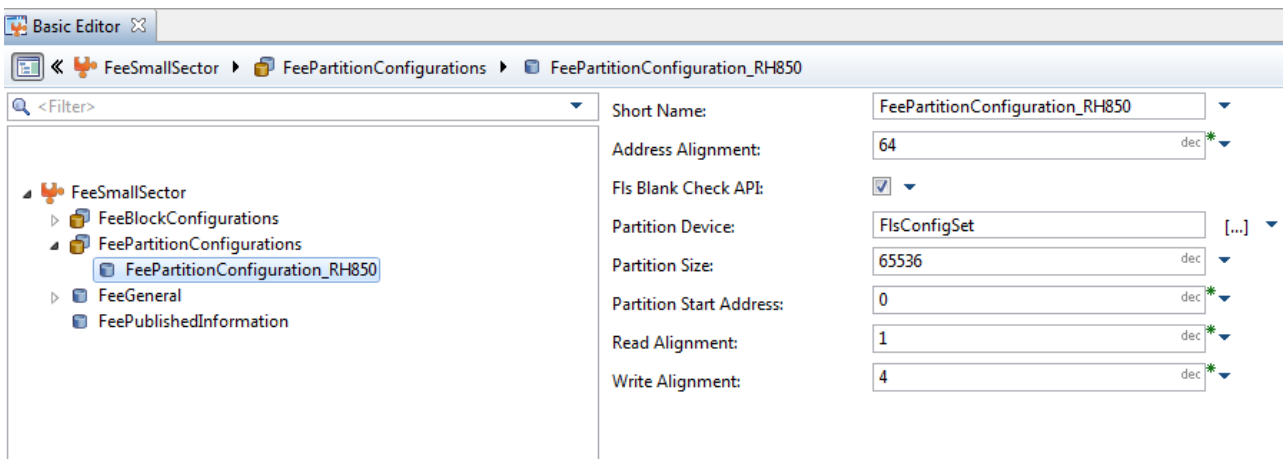 Basic Editor
FeeSmallSector FeePartitionConfigurations FeePartitionConfiguration_RH850
<Filter>
FeeSmallSector
FeeBlockConfigurations
FeePartitionConfigurations
FeePartitionConfiguration_RH850
FeeGeneral
FeePublishedInformation
Short Name: FeePartitionConfiguration_RH850
Address Alignment: 64 dec
Fls Blank Check API:
Partition Device: FlsConfigSet [...]
Partition Size: 65536 dec
Partition Start Address: 0 dec
Read Alignment: 1 dec
Write Alignment: 4 dec